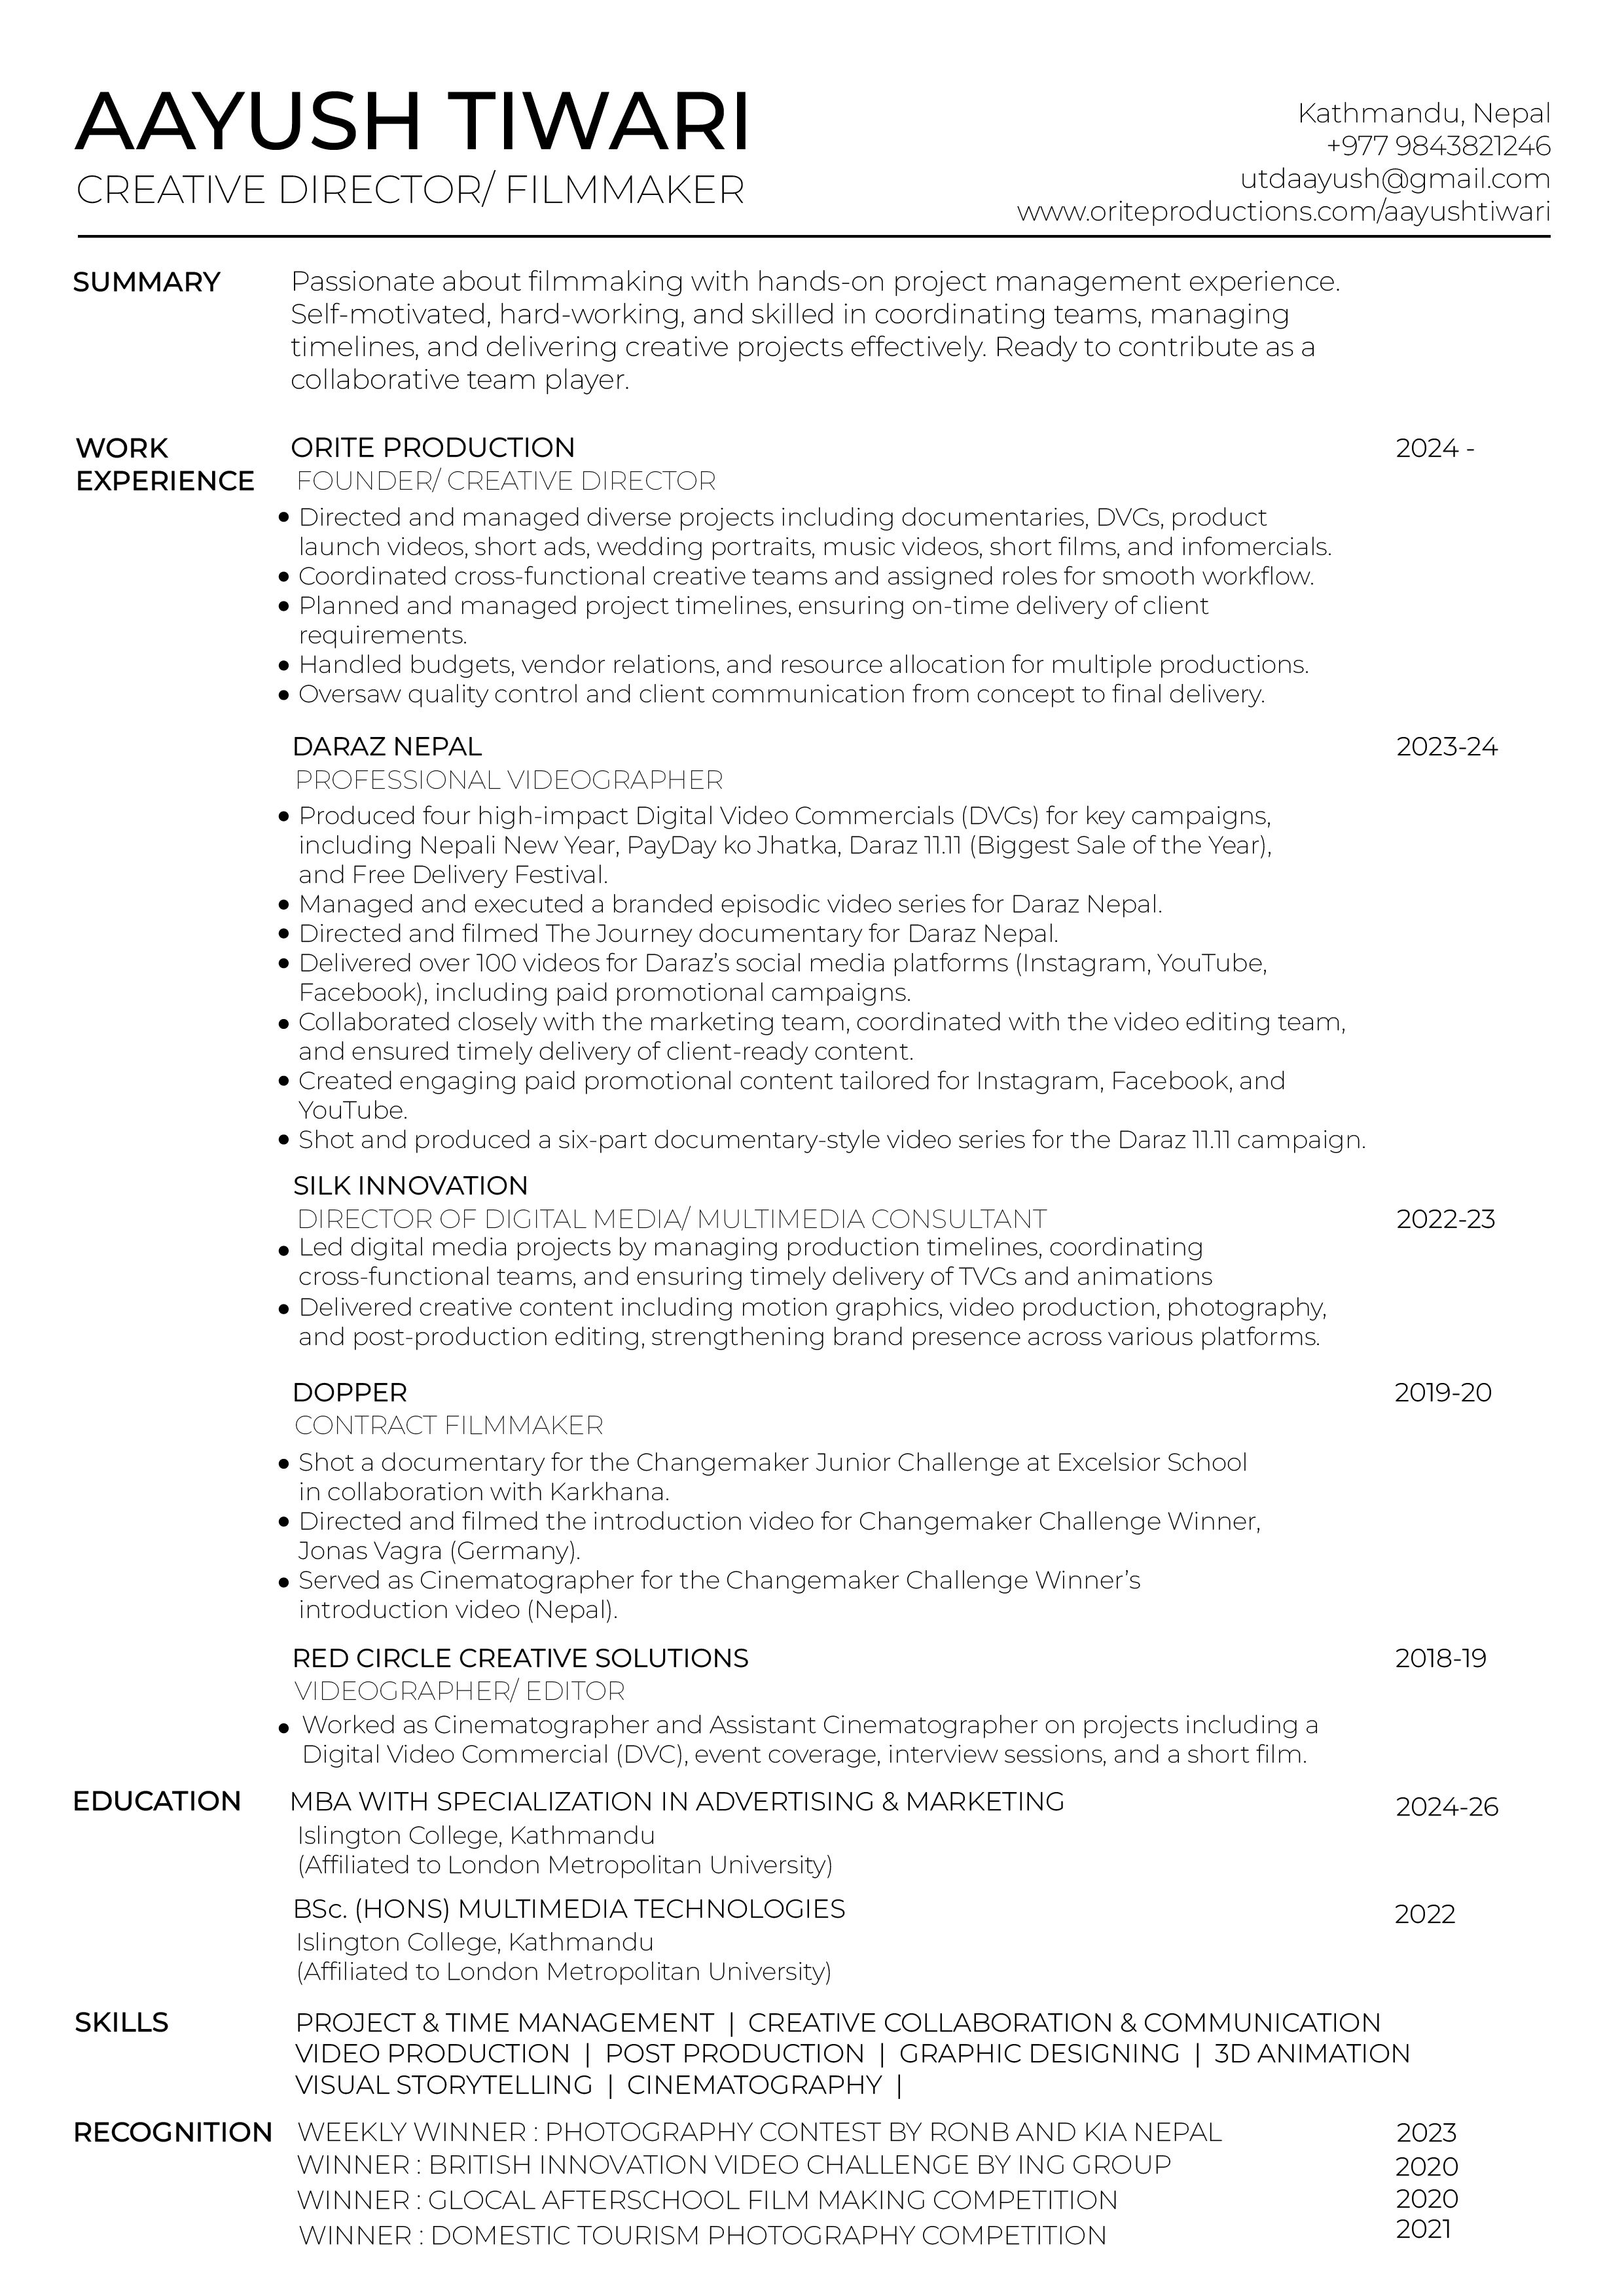 AAYUSH TIWARI
CREATIVE DIRECTOR/ FILMMAKER
Kathmandu, Nepal
+977 9843821246
utdaayush@gmail.com
www.oriteproductions.com/aayushtiwari
SUMMARY
Passionate about filmmaking with hands-on project management experience.
Self-motivated, hard-working, and skilled in coordinating teams, managing
timelines, and delivering creative projects effectively. Ready to contribute as a
collaborative team player.
WORK
EXPERIENCE
ORITE PRODUCTION 2024 -
FOUNDER/ CREATIVE DIRECTOR
• Directed and managed diverse projects including documentaries, DVCs, product
launch videos, short ads, wedding portraits, music videos, short films, and infomercials.
• Coordinated cross-functional creative teams and assigned roles for smooth workflow.
• Planned and managed project timelines, ensuring on-time delivery of client
requirements.
• Handled budgets, vendor relations, and resource allocation for multiple productions.
• Oversaw quality control and client communication from concept to final delivery.
DARAZ NEPAL 2023-24
PROFESSIONAL VIDEOGRAPHER
• Produced four high-impact Digital Video Commercials (DVCs) for key campaigns,
including Nepali New Year, PayDay ko Jhatka, Daraz 11.11 (Biggest Sale of the Year),
and Free Delivery Festival.
• Managed and executed a branded episodic video series for Daraz Nepal.
• Directed and filmed The Journey documentary for Daraz Nepal.
• Delivered over 100 videos for Daraz’s social media platforms (Instagram, YouTube,
Facebook), including paid promotional campaigns.
• Collaborated closely with the marketing team, coordinated with the video editing team,
and ensured timely delivery of client-ready content.
• Created engaging paid promotional content tailored for Instagram, Facebook, and
YouTube.
• Shot and produced a six-part documentary-style video series for the Daraz 11.11 campaign.
SILK INNOVATION
DIRECTOR OF DIGITAL MEDIA/ MULTIMEDIA CONSULTANT 2022-23
• Led digital media projects by managing production timelines, coordinating
cross-functional teams, and ensuring timely delivery of TVCs and animations
• Delivered creative content including motion graphics, video production, photography,
and post-production editing, strengthening brand presence across various platforms.
DOPPER 2019-20
CONTRACT FILMMAKER
• Shot a documentary for the Changemaker Junior Challenge at Excelsior School
in collaboration with Karkhana.
• Directed and filmed the introduction video for Changemaker Challenge Winner,
Jonas Vagra (Germany).
• Served as Cinematographer for the Changemaker Challenge Winner’s
introduction video (Nepal).
RED CIRCLE CREATIVE SOLUTIONS 2018-19
VIDEOGRAPHER/ EDITOR
• Worked as Cinematographer and Assistant Cinematographer on projects including a
Digital Video Commercial (DVC), event coverage, interview sessions, and a short film.
EDUCATION
MBA WITH SPECIALIZATION IN ADVERTISING & MARKETING 2024-26
Islington College, Kathmandu
(Affiliated to London Metropolitan University)
BSc. (HONS) MULTIMEDIA TECHNOLOGIES 2022
Islington College, Kathmandu
(Affiliated to London Metropolitan University)
SKILLS
PROJECT & TIME MANAGEMENT | CREATIVE COLLABORATION & COMMUNICATION
VIDEO PRODUCTION | POST PRODUCTION | GRAPHIC DESIGNING | 3D ANIMATION
VISUAL STORYTELLING | CINEMATOGRAPHY |
RECOGNITION
WEEKLY WINNER : PHOTOGRAPHY CONTEST BY RONB AND KIA NEPAL 2023
WINNER : BRITISH INNOVATION VIDEO CHALLENGE BY ING GROUP 2020
WINNER : GLOCAL AFTERSCHOOL FILM MAKING COMPETITION 2020
WINNER : DOMESTIC TOURISM PHOTOGRAPHY COMPETITION 2021